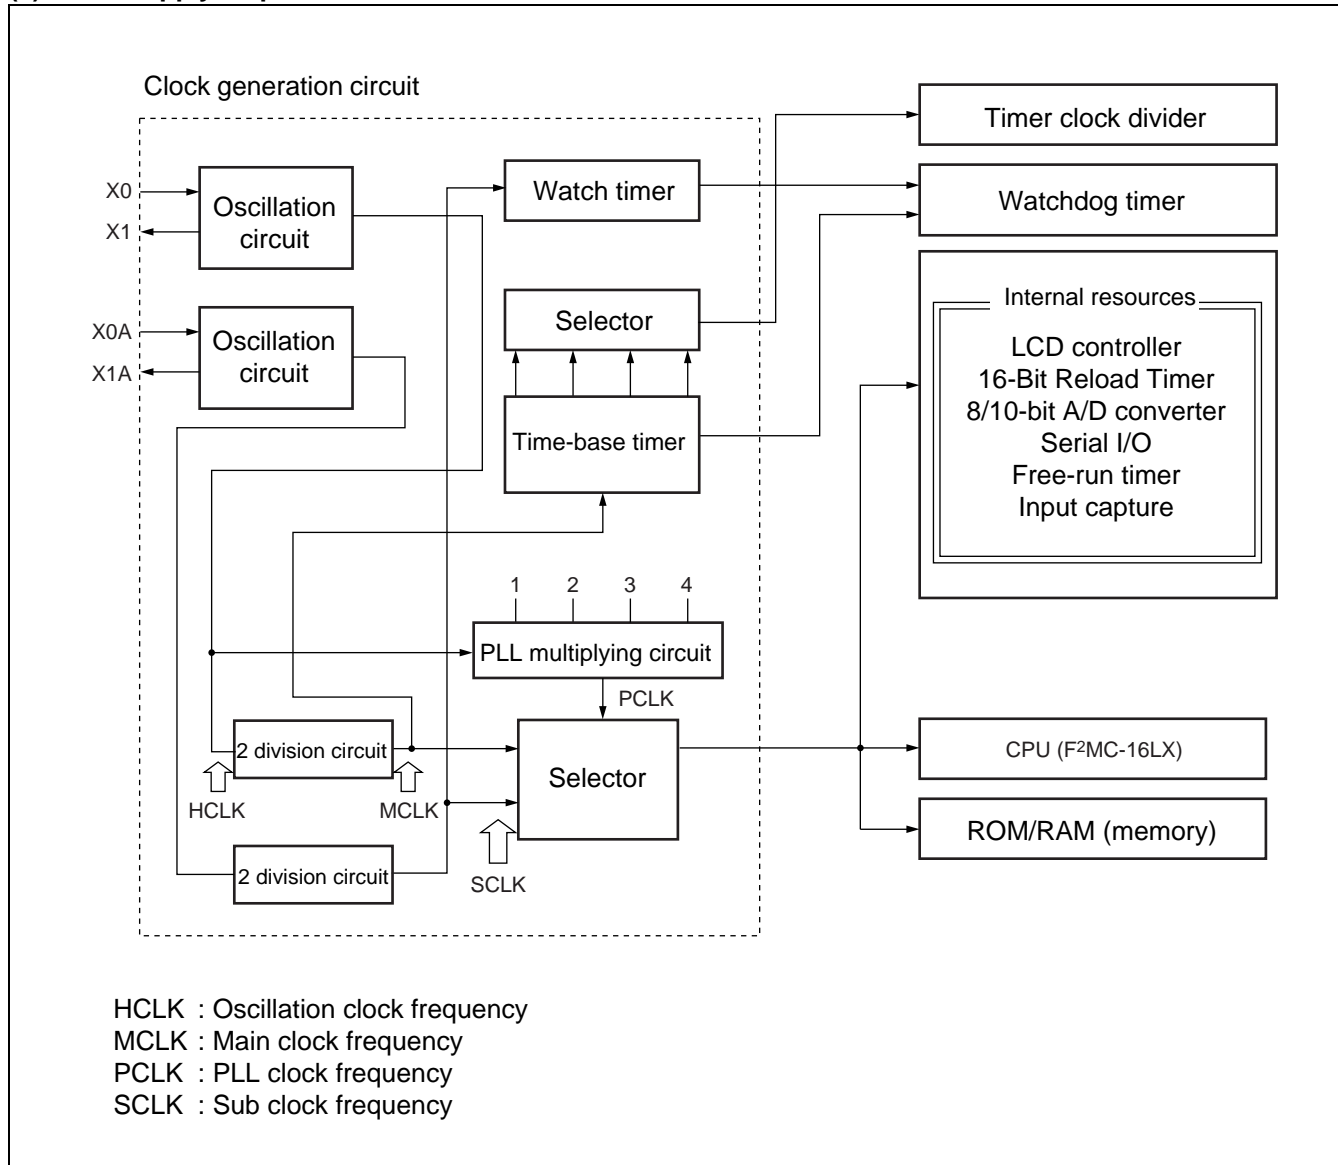 Clock generation circuit
Timer clock divider
X0
X1
Oscillation
circuit
Watch timer
Watchdog timer
X0A
X1A
Oscillation
circuit
Selector
Time-base timer
Internal resources
LCD controller
16-Bit Reload Timer
8/10-bit A/D converter
Serial I/O
Free-run timer
Input capture
1 2 3 4
PLL multiplying circuit
PCLK
2 division circuit
HCLK
MCLK
Selector
CPU (F²MC-16LX)
ROM/RAM (memory)
2 division circuit
SCLK
HCLK : Oscillation clock frequency
MCLK : Main clock frequency
PCLK : PLL clock frequency
SCLK : Sub clock frequency